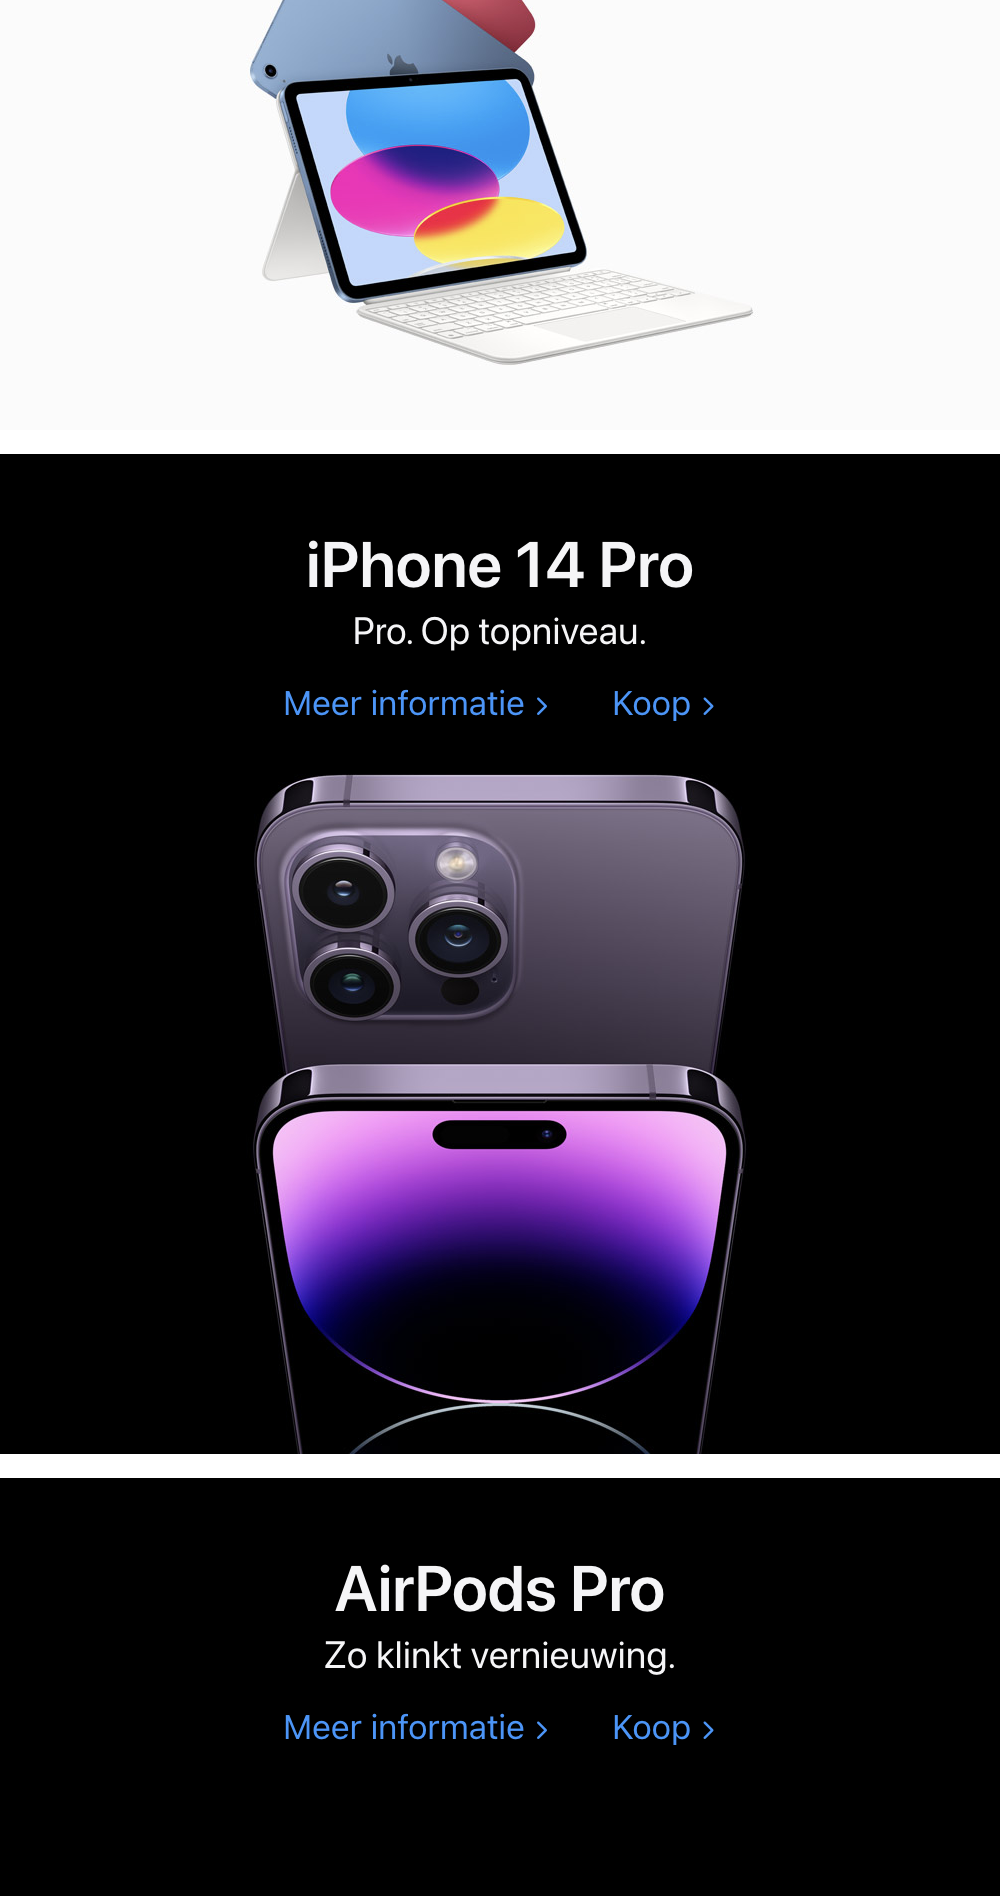 iPhone 14 Pro
Pro. Op topniveau.
Meer informatie > Koop >
AirPods Pro
Zo klinkt vernieuwing.
Meer informatie > Koop >